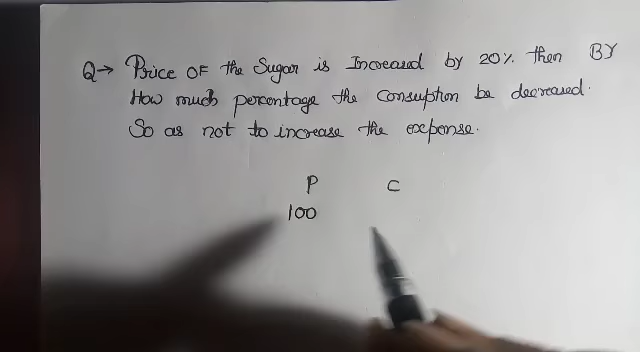 Q→ Price OF the Sugar is Increased by 20% then BY
How much percentage the Consuption be decreased.
So as not to increase the expense.
P C
100